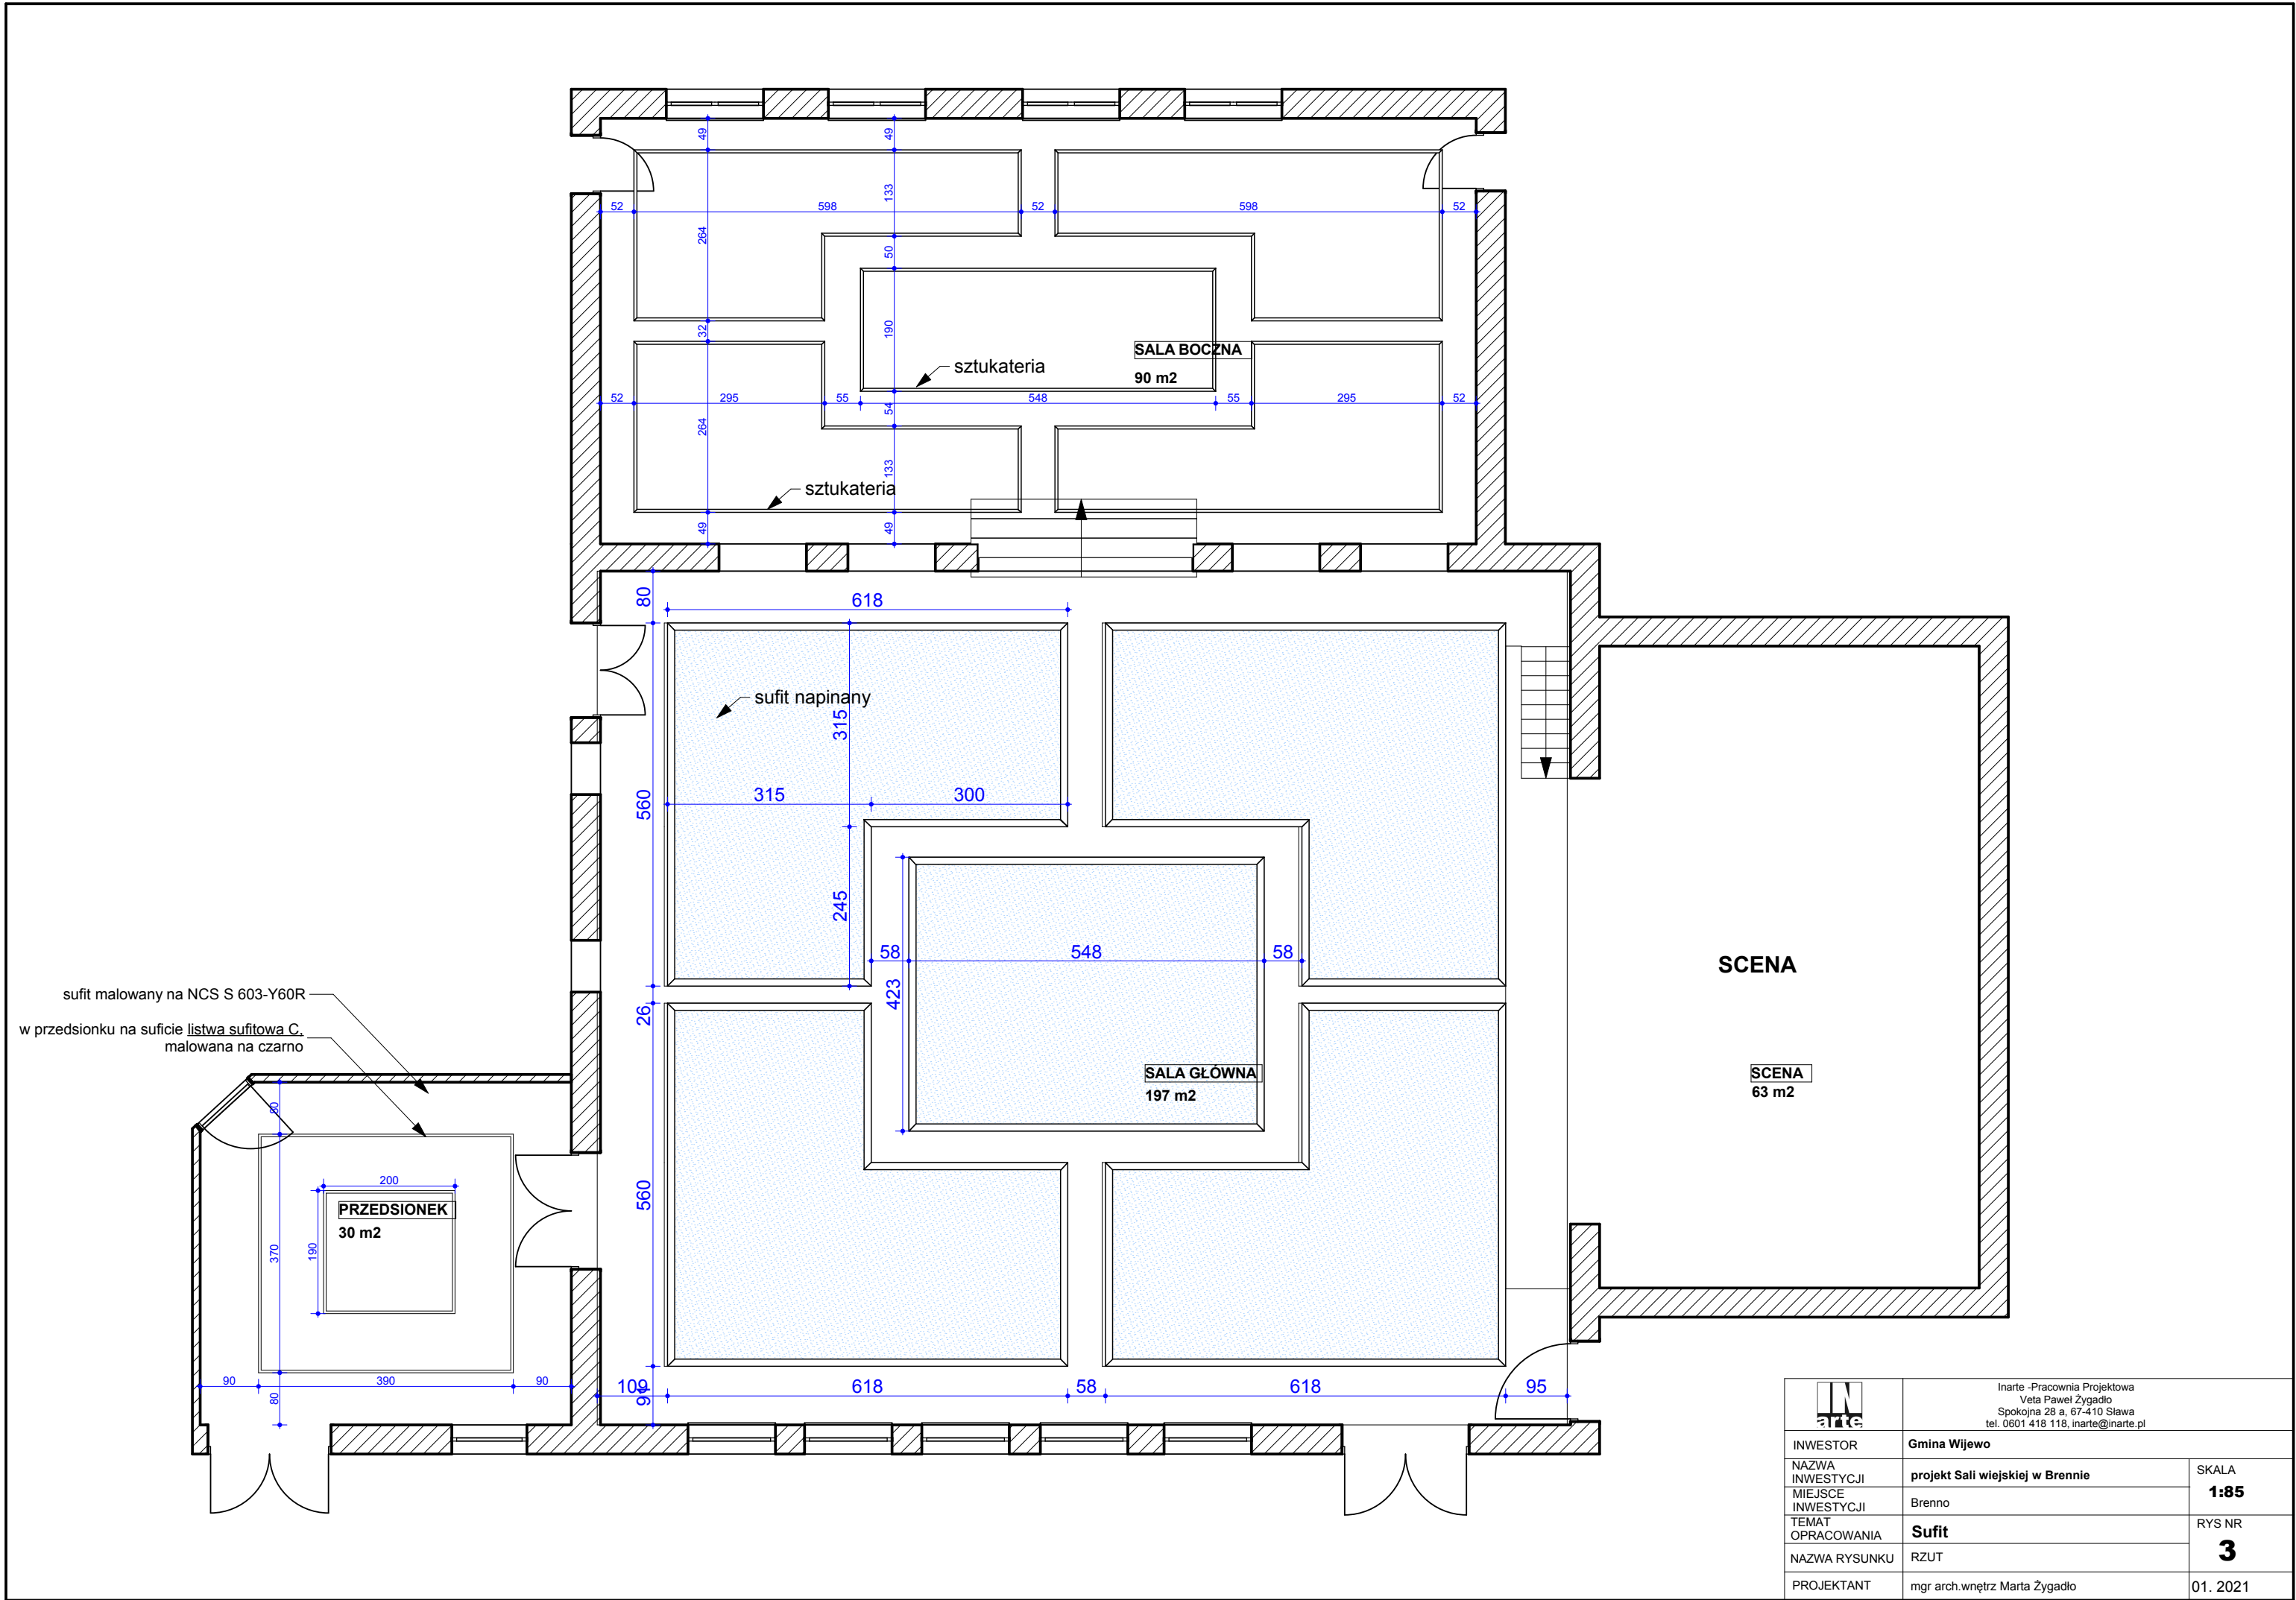 49
49
133
52
598
52
598
52
264
50
32
190
SALA BOCZNA
90 m2
sztukateria
52
295
55
548
55
295
52
54
264
133
sztukateria
49
49
80
618
sufit napinany
315
560
315
300
245
58
548
58
423
26
SCENA
sufit malowany na NCS S 603-Y60R
w przedsionku na suficie listwa sufitowa C,
malowana na czarno
SALA GŁÓWNA
197 m2
SCENA
63 m2
80
200
PRZEDSIONEK
30 m2
190
370
560
90
390
90
80
109
618
58
618
95
IN
arte
Inarte -Pracownia Projektowa
Veta Paweł Żygadło
Spokojna 28 a, 67-410 Sława
tel. 0601 418 118, inarte@inarte.pl
INWESTOR
Gmina Wijewo
NAZWA
INWESTYCJI
projekt Sali wiejskiej w Brennie
SKALA
1:85
MIEJSCE
INWESTYCJI
Brenno
TEMAT
OPRACOWANIA
Sufit
RYS NR
3
NAZWA RYSUNKU
RZUT
PROJEKTANT
mgr arch.wnętrz Marta Żygadło
01. 2021